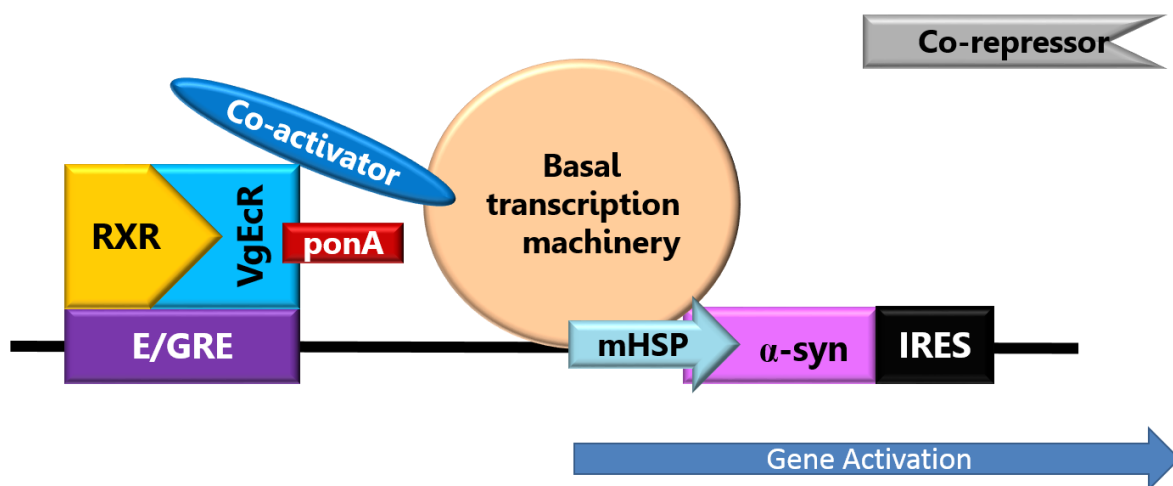 Co-repressor
Co-activator
Basal
transcription
machinery
RXR
VgEcR
ponA
E/GRE
mHSP
α-syn
IRES
Gene Activation